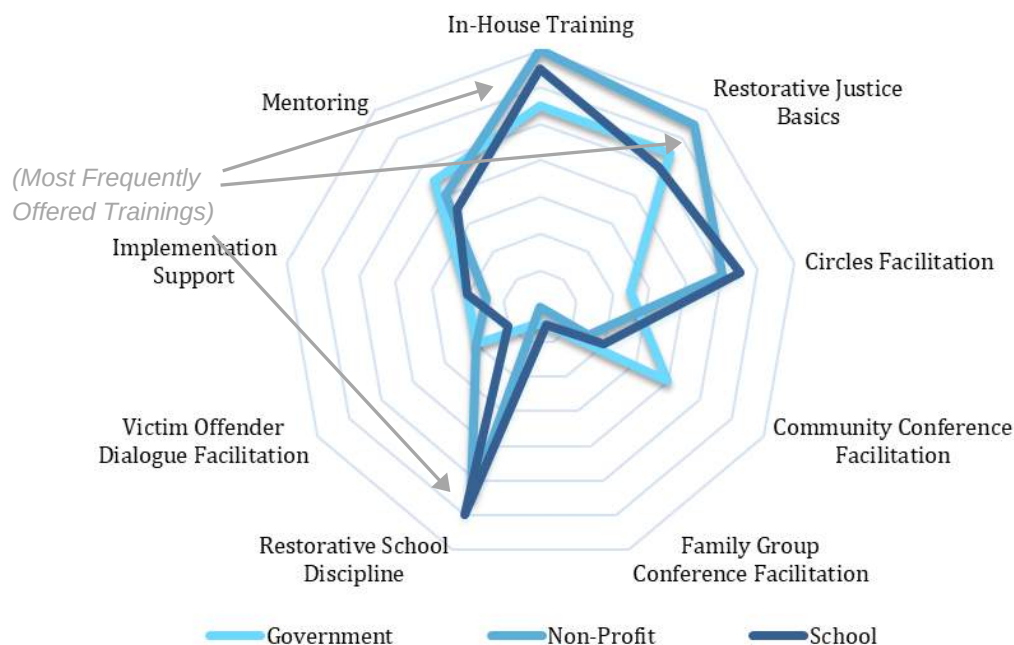 In-House Training
Restorative Justice
Basics
Mentoring
(Most Frequently
Offered Trainings)
Implementation
Support
Circles Facilitation
Victim Offender
Dialogue Facilitation
Community Conference
Facilitation
Restorative School
Discipline
Family Group
Conference Facilitation
Government
Non-Profit
School